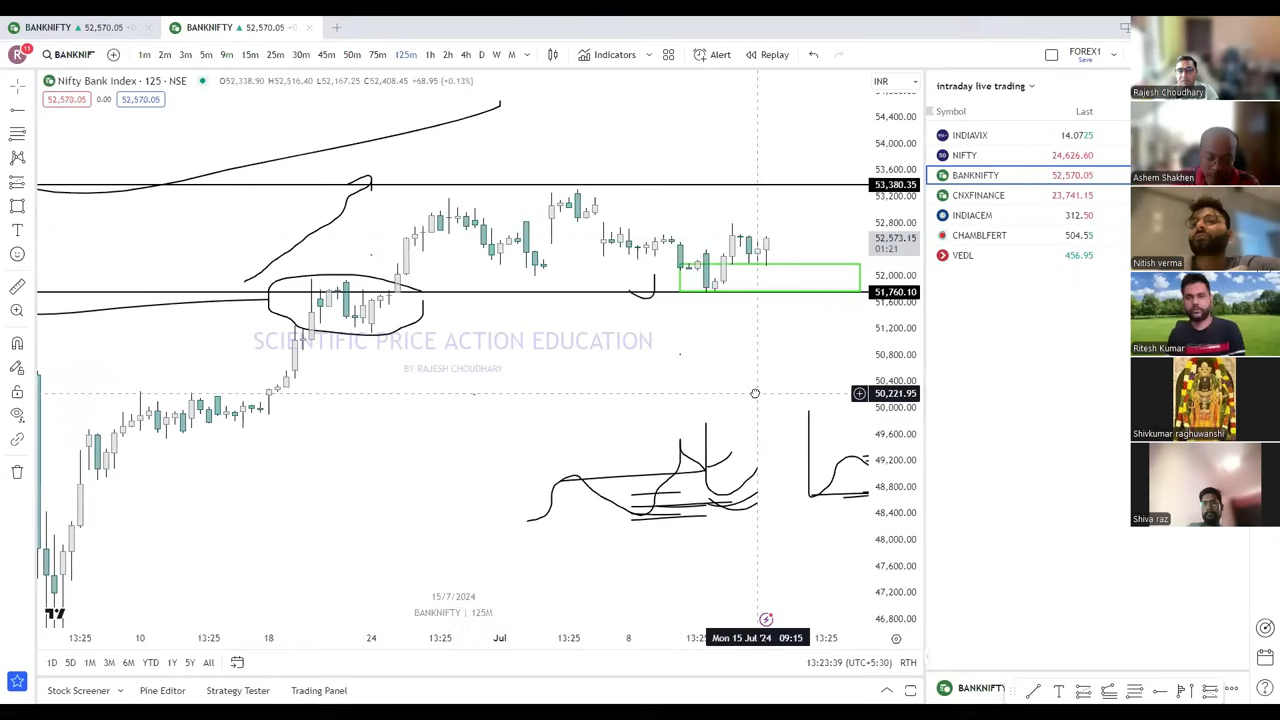 BANKNIFTY ▲ 52,570.05 +0
BANKNIFTY ▲ 52,570.05 +0
R 11 BANKNIF 1m 2m 3m 5m 9m 15m 25m 30m 45m 50m 75m 125m 1h 2h 4h D W M Indicators Alert Replay FOREX1
Save
Nifty Bank Index · 125 · NSE O52,338.90 H52,516.40 L52,167.25 C52,408.45 +68.95 (+0.13%) INR
52,570.05 0.00 52,570.05
54,400.00
54,000.00
53,600.00
53,380.35
53,200.00
52,800.00
52,573.15
01:21
52,000.00
51,760.10
51,600.00
51,200.00
50,800.00
50,400.00
50,221.95
50,000.00
49,600.00
49,200.00
48,800.00
48,400.00
48,000.00
47,600.00
47,200.00
46,800.00
SCIENTIFIC PRICE ACTION EDUCATION
BY RAJESH CHOUDHARY
15/7/2024
BANKNIFTY | 125M
13:25 10 13:25 18 24 13:25 Jul 13:25 8 13:25 Mon 15 Jul '24 09:15 13:25
1D 5D 1M 3M 6M YTD 1Y 5Y All 13:23:39 (UTC+5:30) RTH
Stock Screener Pine Editor Strategy Tester Trading Panel
intraday live trading
Symbol Last
INDIAVIX 14.0725
NIFTY 24,626.60
BANKNIFTY 52,570.05
CNXFINANCE 23,741.15
INDIACEM 312.50
CHAMBLFERT 504.55
VEDL 456.95
BANKNIFTY
Rajesh Choudhary
Ashem Shakhen
Nitish verma
Ritesh Kumar
Shivkumar raghuwanshi
Shiva raz